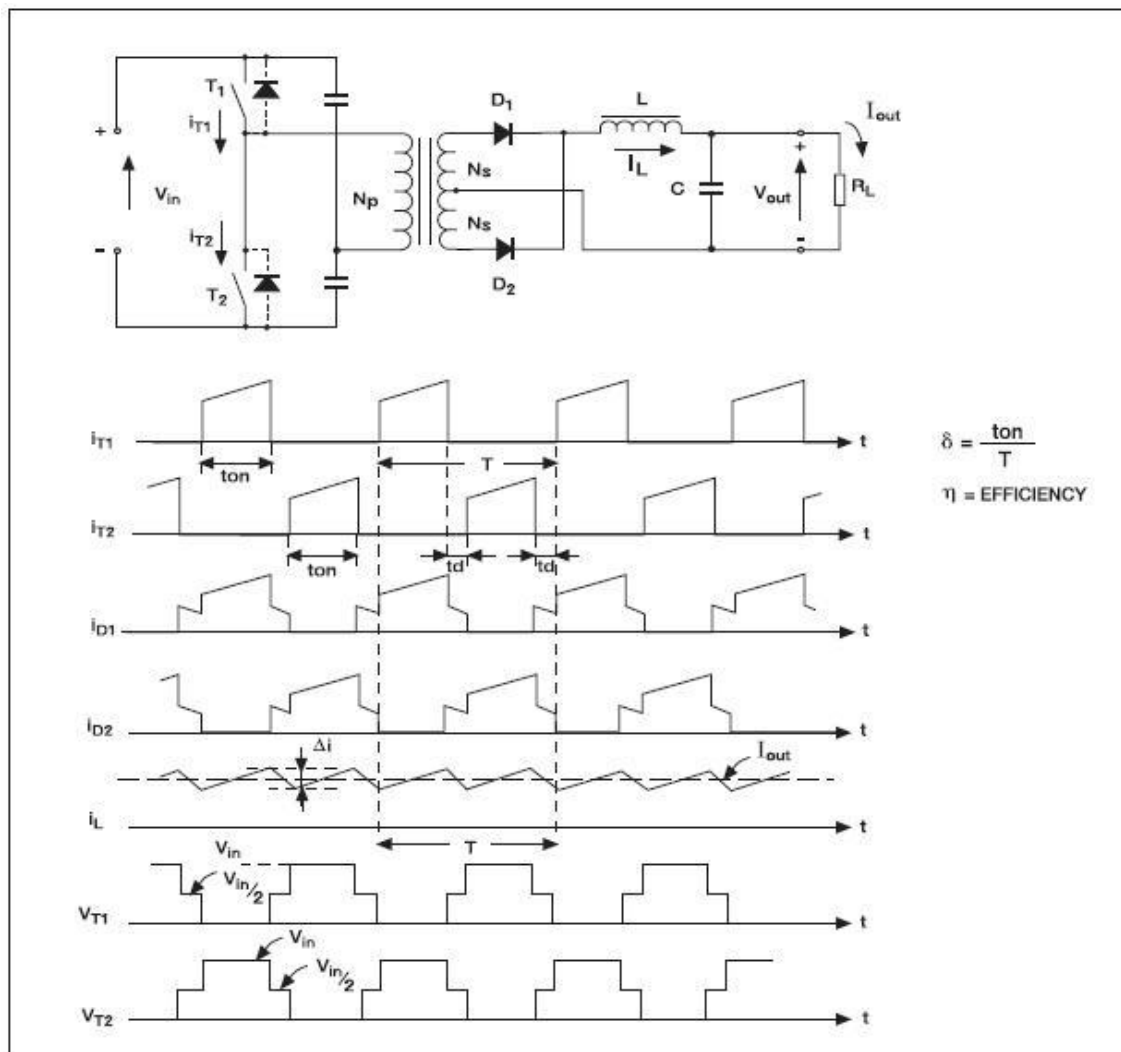 T1
iT1
+
Vin
-
iT2
T2
Np
Ns
Ns
D1
D2
L
IL
C
+
Vout
-
Iout
RL
iT1
t
ton
T
δ = ton
T
η = EFFICIENCY
iT2
t
ton
td
td
iD1
t
iD2
t
Δi
Iout
iL
t
T
Vin
Vin/2
VT1
t
Vin
Vin/2
VT2
t